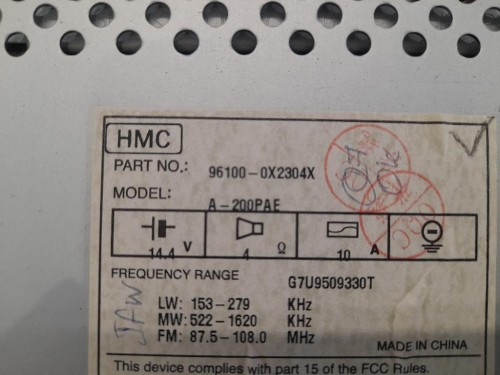 HMC
PART NO.: 96100-0X2304X
MODEL: A-200PAE
14.4 V 4 Ω 10 A
FREQUENCY RANGE G7U9509330T
LW: 153-279 KHz
MW: 522-1620 KHz
FM: 87.5-108.0 MHz
MADE IN CHINA
This device complies with part 15 of the FCC Rules.